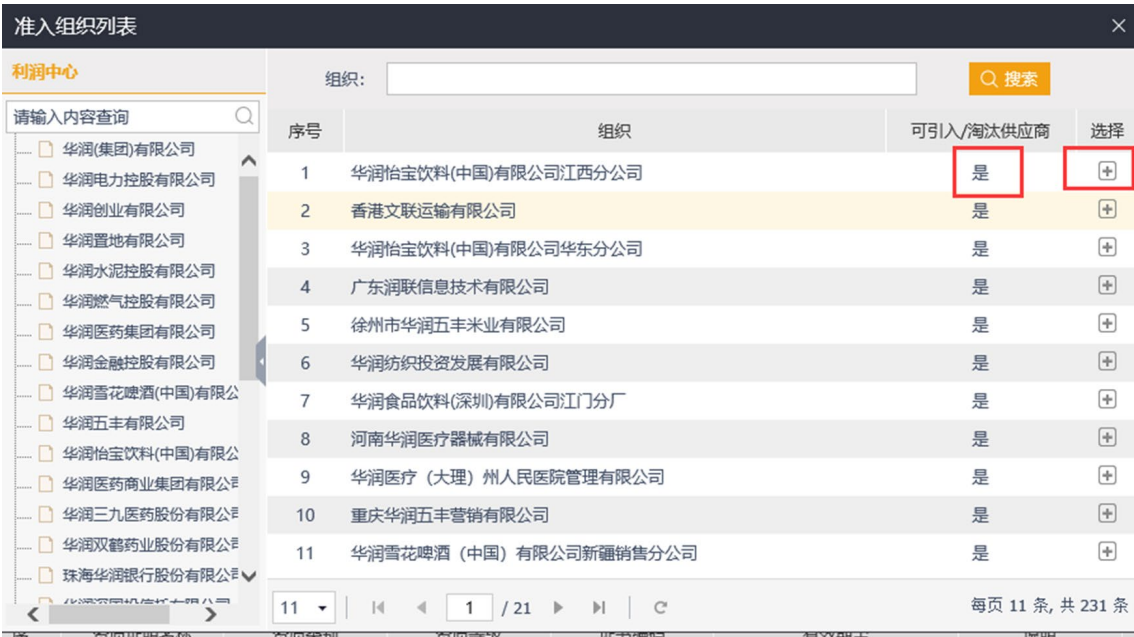 准入组织列表
利润中心
请输入内容查询
华润(集团)有限公司
华润电力控股有限公司
华润创业有限公司
华润置地有限公司
华润水泥控股有限公司
华润燃气控股有限公司
华润医药集团有限公司
华润金融控股有限公司
华润雪花啤酒(中国)有限公
华润五丰有限公司
华润怡宝饮料(中国)有限公
华润医药商业集团有限公司
华润三九医药股份有限公司
华润双鹤药业股份有限公司
珠海华润银行股份有限公司
组织: 搜索
序号 组织 可引入/淘汰供应商 选择
1 华润怡宝饮料(中国)有限公司江西分公司 是
2 香港文联运输有限公司 是
3 华润怡宝饮料(中国)有限公司华东分公司 是
4 广东润联信息技术有限公司 是
5 徐州市华润五丰米业有限公司 是
6 华润纺织投资发展有限公司 是
7 华润食品饮料(深圳)有限公司江门分厂 是
8 河南华润医疗器械有限公司 是
9 华润医疗（大理）州人民医院管理有限公司 是
10 重庆华润五丰营销有限公司 是
11 华润雪花啤酒（中国）有限公司新疆销售分公司 是
11 1 / 21 每页 11 条, 共 231 条